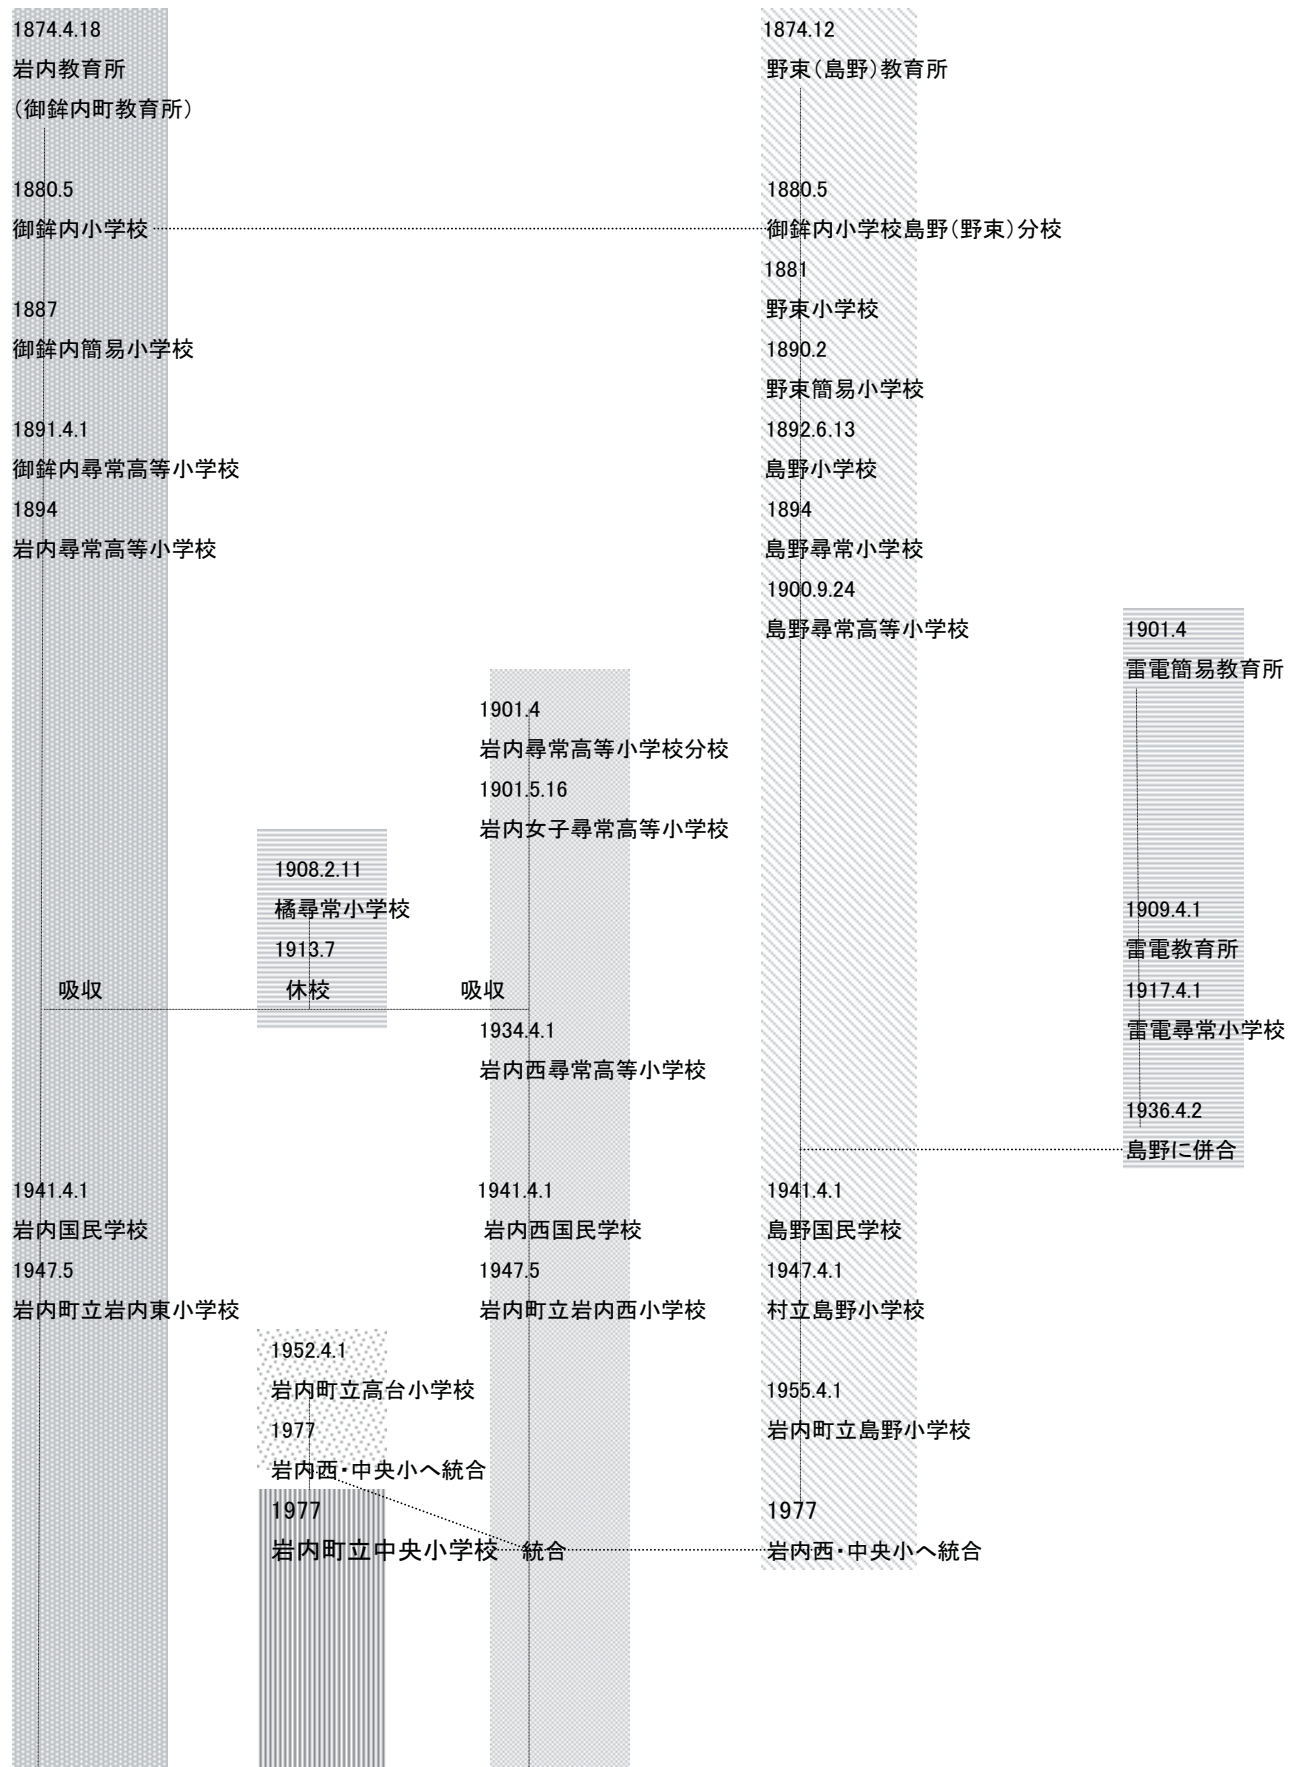 1874.4.18
岩内教育所
（御鉾内町教育所）
1880.5
御鉾内小学校
1887
御鉾内簡易小学校
1891.4.1
御鉾内尋常高等小学校
1894
岩内尋常高等小学校
吸収
1941.4.1
岩内国民学校
1947.5
岩内町立岩内東小学校
1908.2.11
橘尋常小学校
1913.7
休校
1952.4.1
岩内町立高台小学校
1977
岩内西・中央小へ統合
1977
岩内町立中央小学校
1901.4
岩内尋常高等小学校分校
1901.5.16
岩内女子尋常高等小学校
吸収
1934.4.1
岩内西尋常高等小学校
1941.4.1
岩内西国民学校
1947.5
岩内町立岩内西小学校
統合
1874.12
野束（島野）教育所
1880.5
御鉾内小学校島野（野束）分校
1881
野束小学校
1890.2
野束簡易小学校
1892.6.13
島野小学校
1894
島野尋常小学校
1900.9.24
島野尋常高等小学校
1941.4.1
島野国民学校
1947.4.1
村立島野小学校
1955.4.1
岩内町立島野小学校
1977
岩内西・中央小へ統合
1901.4
雷電簡易教育所
1909.4.1
雷電教育所
1917.4.1
雷電尋常小学校
1936.4.2
島野に併合